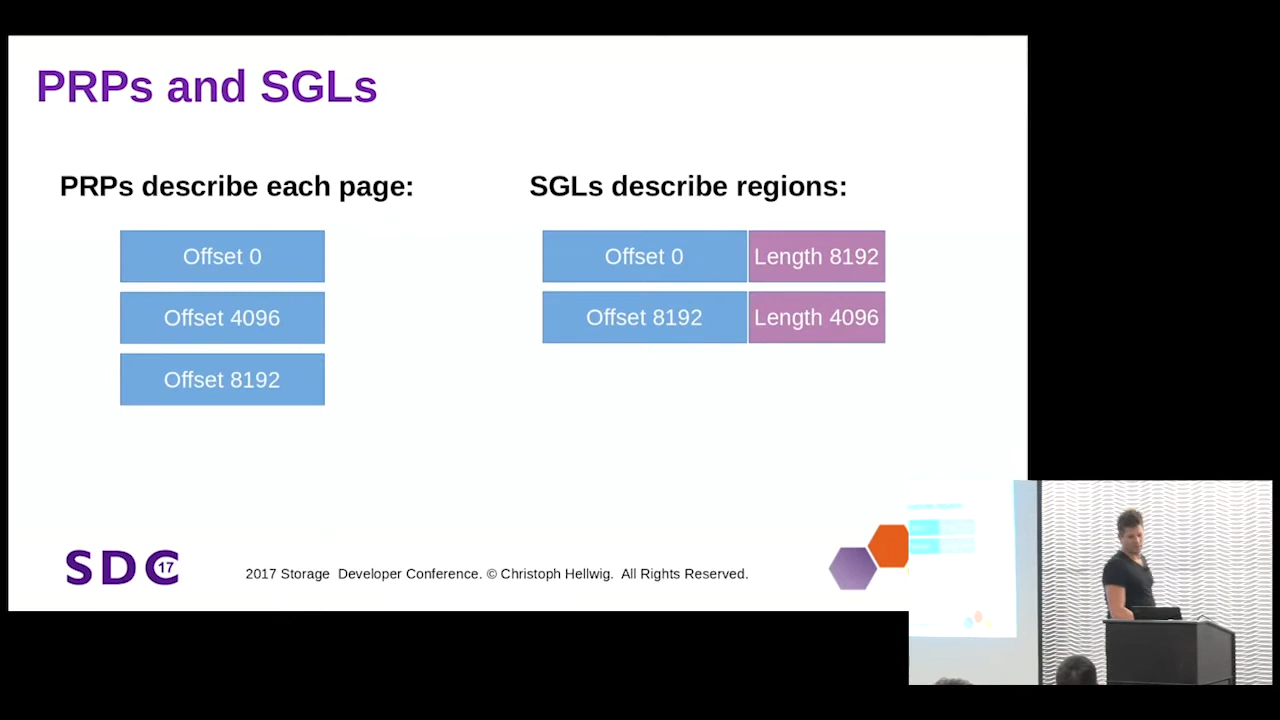 PRPs and SGLs
PRPs describe each page:
Offset 0
Offset 4096
Offset 8192
SGLs describe regions:
Offset 0 Length 8192
Offset 8192 Length 4096
SDC 17
2017 Storage Developer Conference. © Christoph Hellwig. All Rights Reserved.